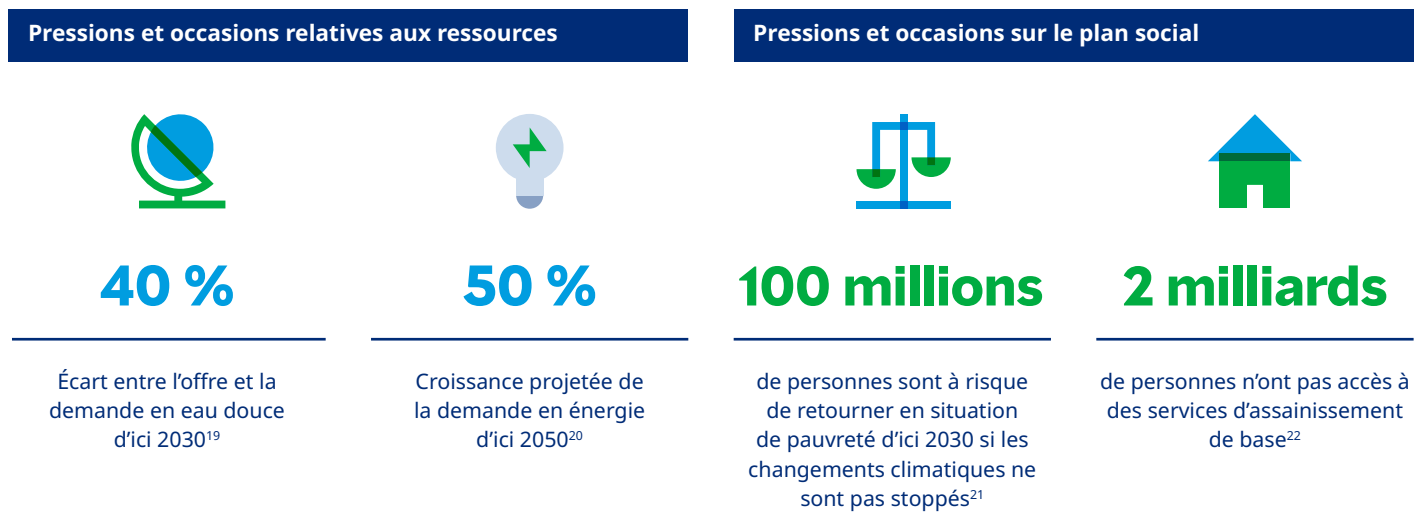 Pressions et occasions relatives aux ressources
40 %
Écart entre l’offre et la
demande en eau douce
d’ici 2030¹⁹
50 %
Croissance projetée de
la demande en énergie
d’ici 2050²⁰
Pressions et occasions sur le plan social
100 millions
de personnes sont à risque
de retourner en situation
de pauvreté d’ici 2030 si les
changements climatiques ne
sont pas stoppés²¹
2 milliards
de personnes n’ont pas accès à
des services d’assainissement
de base²²